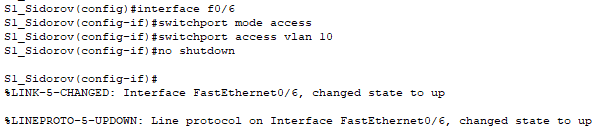 S1_Sidorov(config)#interface f0/6
S1_Sidorov(config-if)#switchport mode access
S1_Sidorov(config-if)#switchport access vlan 10
S1_Sidorov(config-if)#no shutdown
S1_Sidorov(config-if)#
%LINK-5-CHANGED: Interface FastEthernet0/6, changed state to up
%LINEPROTO-5-UPDOWN: Line protocol on Interface FastEthernet0/6, changed state to up